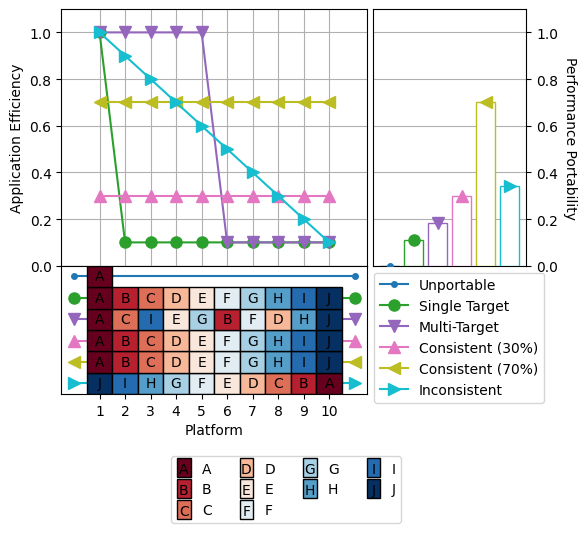 1.0
0.8
0.6
0.4
0.2
0.0
Application Efficiency
1.0
0.8
0.6
0.4
0.2
0.0
Performance Portability
A
A B C D E F G H I J
A C I E G B F D H J
A B C D E F G H I J
A B C D E F G H I J
J I H G F E D C B A
1 2 3 4 5 6 7 8 9 10
Platform
Unportable
Single Target
Multi-Target
Consistent (30%)
Consistent (70%)
Inconsistent
A A D D G G I I
B B E E H H J J
C C F F